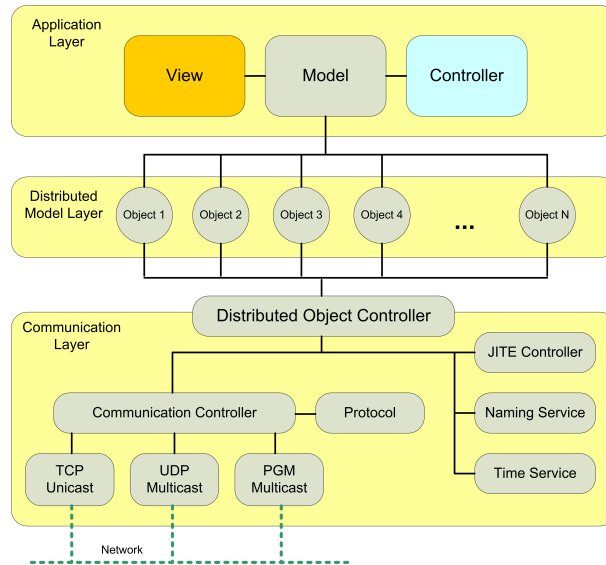 Application
Layer
View
Model
Controller
Distributed
Model Layer
Object 1
Object 2
Object 3
Object 4
...
Object N
Distributed Object Controller
Communication
Layer
JITE Controller
Communication Controller
Protocol
Naming Service
TCP
Unicast
UDP
Multicast
PGM
Multicast
Time Service
Network